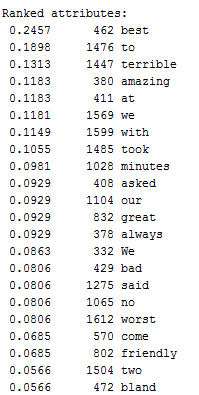 Ranked attributes:
0.2457 462 best
0.1898 1476 to
0.1313 1447 terrible
0.1183 380 amazing
0.1183 411 at
0.1181 1569 we
0.1149 1599 with
0.1055 1485 took
0.0981 1028 minutes
0.0929 408 asked
0.0929 1104 our
0.0929 832 great
0.0929 378 always
0.0863 332 We
0.0806 429 bad
0.0806 1275 said
0.0806 1065 no
0.0806 1612 worst
0.0685 570 come
0.0685 802 friendly
0.0566 1504 two
0.0566 472 bland